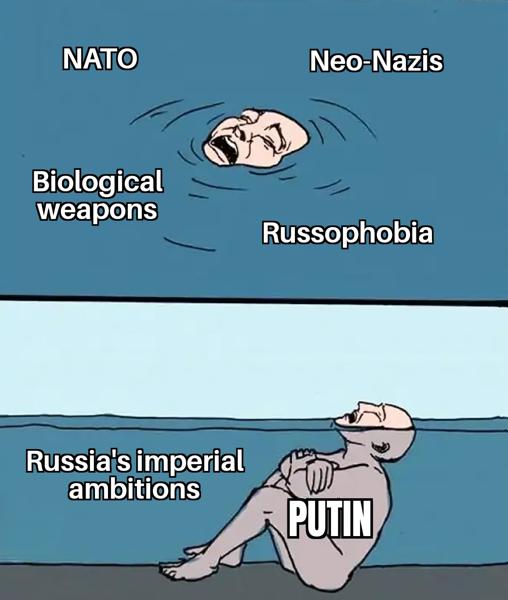 NATO
Neo-Nazis
Biological
weapons
Russophobia
Russia's imperial
ambitions
PUTIN